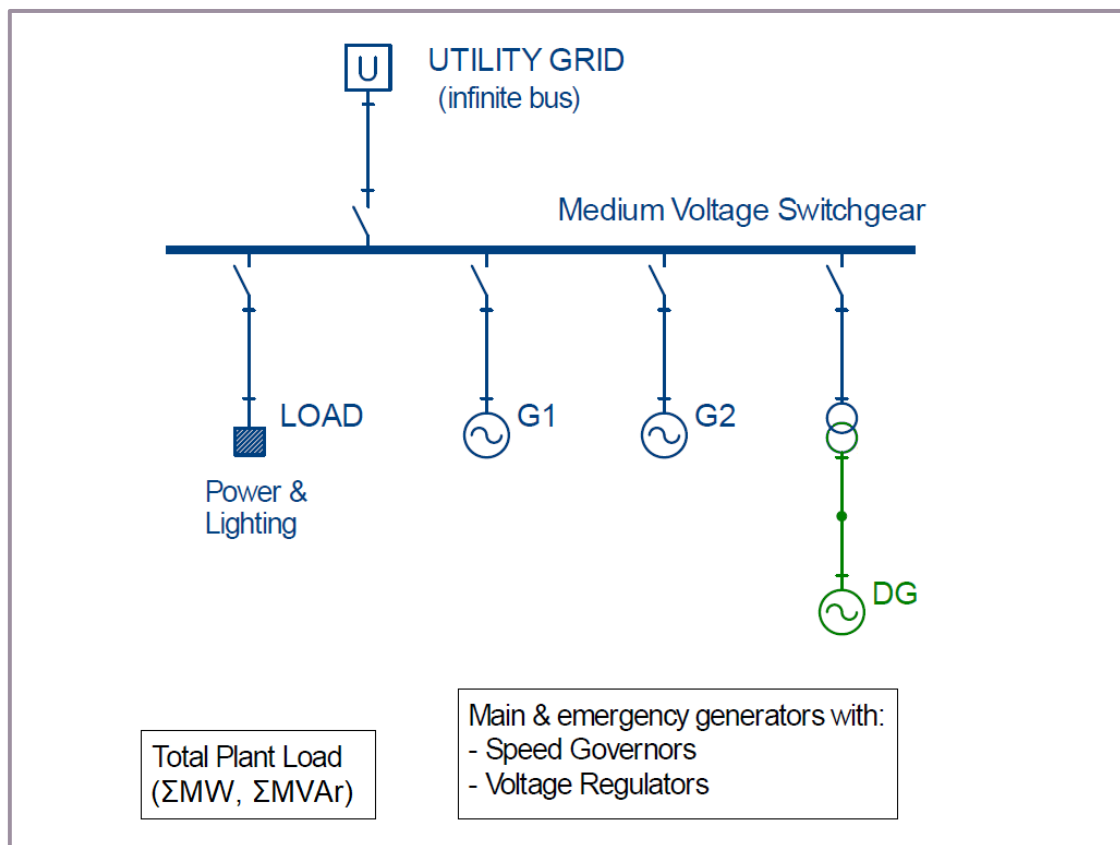 U
UTILITY GRID
(infinite bus)
Medium Voltage Switchgear
LOAD
G1
G2
Power &
Lighting
DG
Total Plant Load
(ΣMW, ΣMVAr)
Main & emergency generators with:
- Speed Governors
- Voltage Regulators